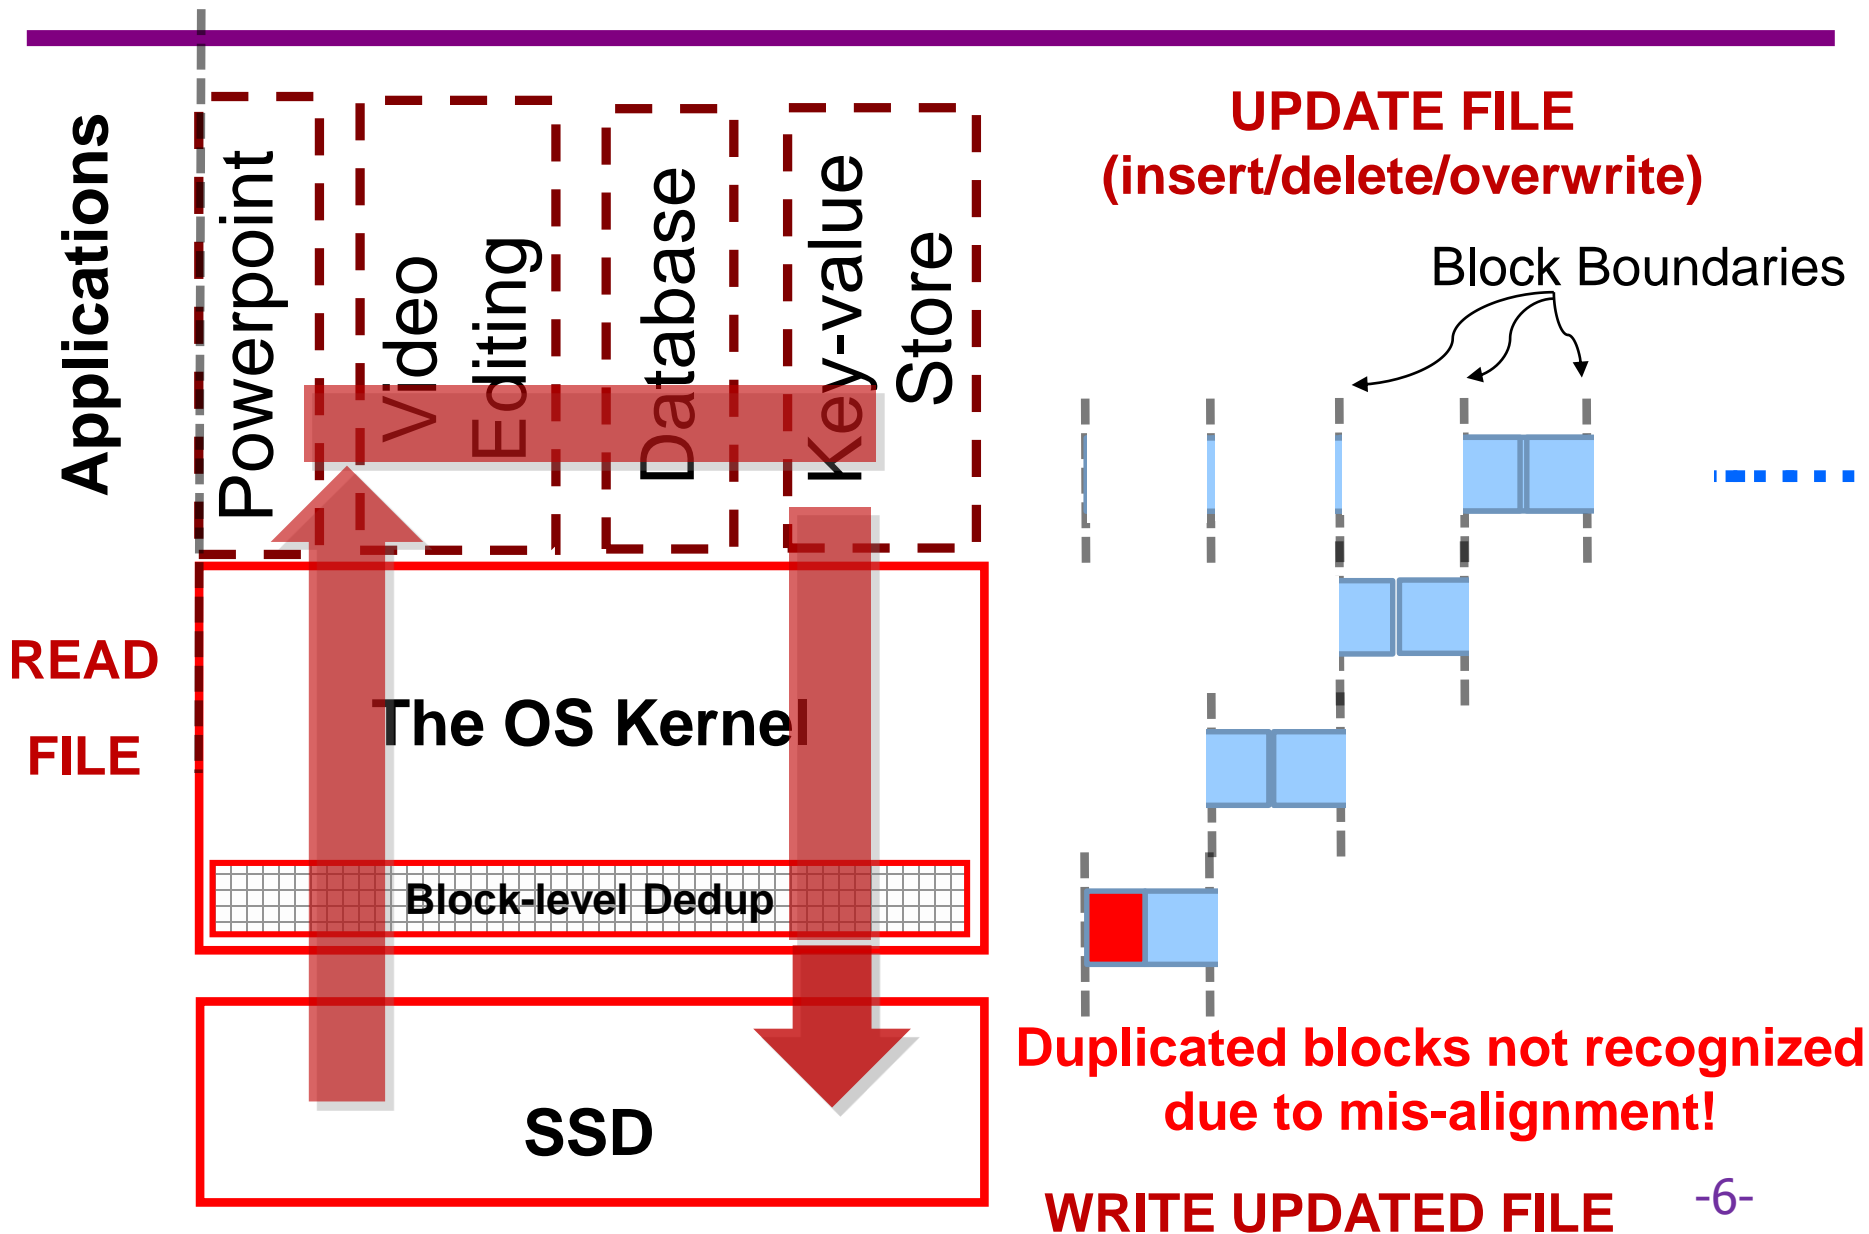 Applications
Powerpoint
Video
Editing
Database
Key-value
Store
UPDATE FILE
(insert/delete/overwrite)
Block Boundaries
READ
FILE
The OS Kernel
Block-level Dedup
SSD
Duplicated blocks not recognized
due to mis-alignment!
WRITE UPDATED FILE
-6-